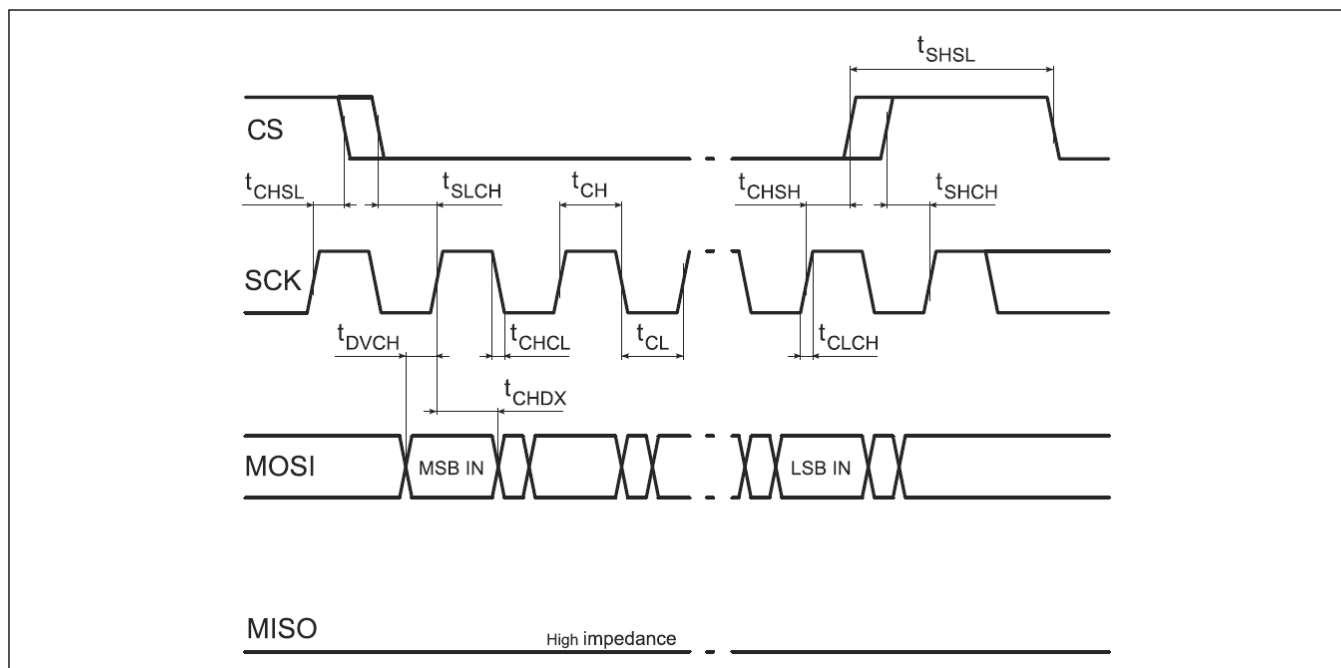 tSHSL
CS
tCHSL tSLCH tCH tCHSH tSHCH
SCK
tDVCH tCHCL tCL tCLCH
tCHDX
MOSI MSB IN LSB IN
MISO High impedance